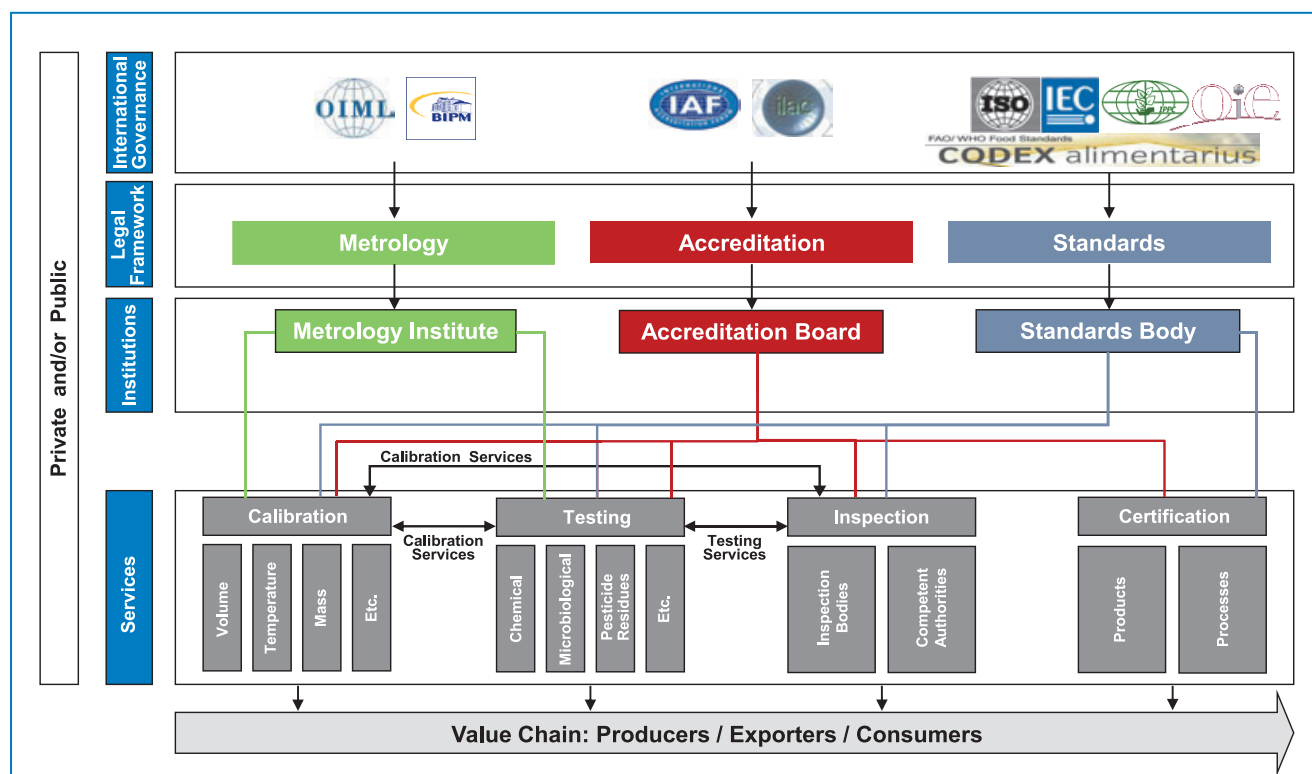 Private and/or Public
International
Governance
OIML
BIPM
IAF
ilac
ISO
IEC
IPPC
oie
FAO/WHO Food Standards
CODEX alimentarius
Legal
Framework
Metrology
Accreditation
Standards
Institutions
Metrology Institute
Accreditation Board
Standards Body
Services
Calibration Services
Calibration
Testing
Inspection
Certification
Calibration
Services
Testing
Services
Volume
Temperature
Mass
Etc.
Chemical
Microbiological
Pesticide
Residues
Etc.
Inspection
Bodies
Competent
Authorities
Products
Processes
Value Chain: Producers / Exporters / Consumers